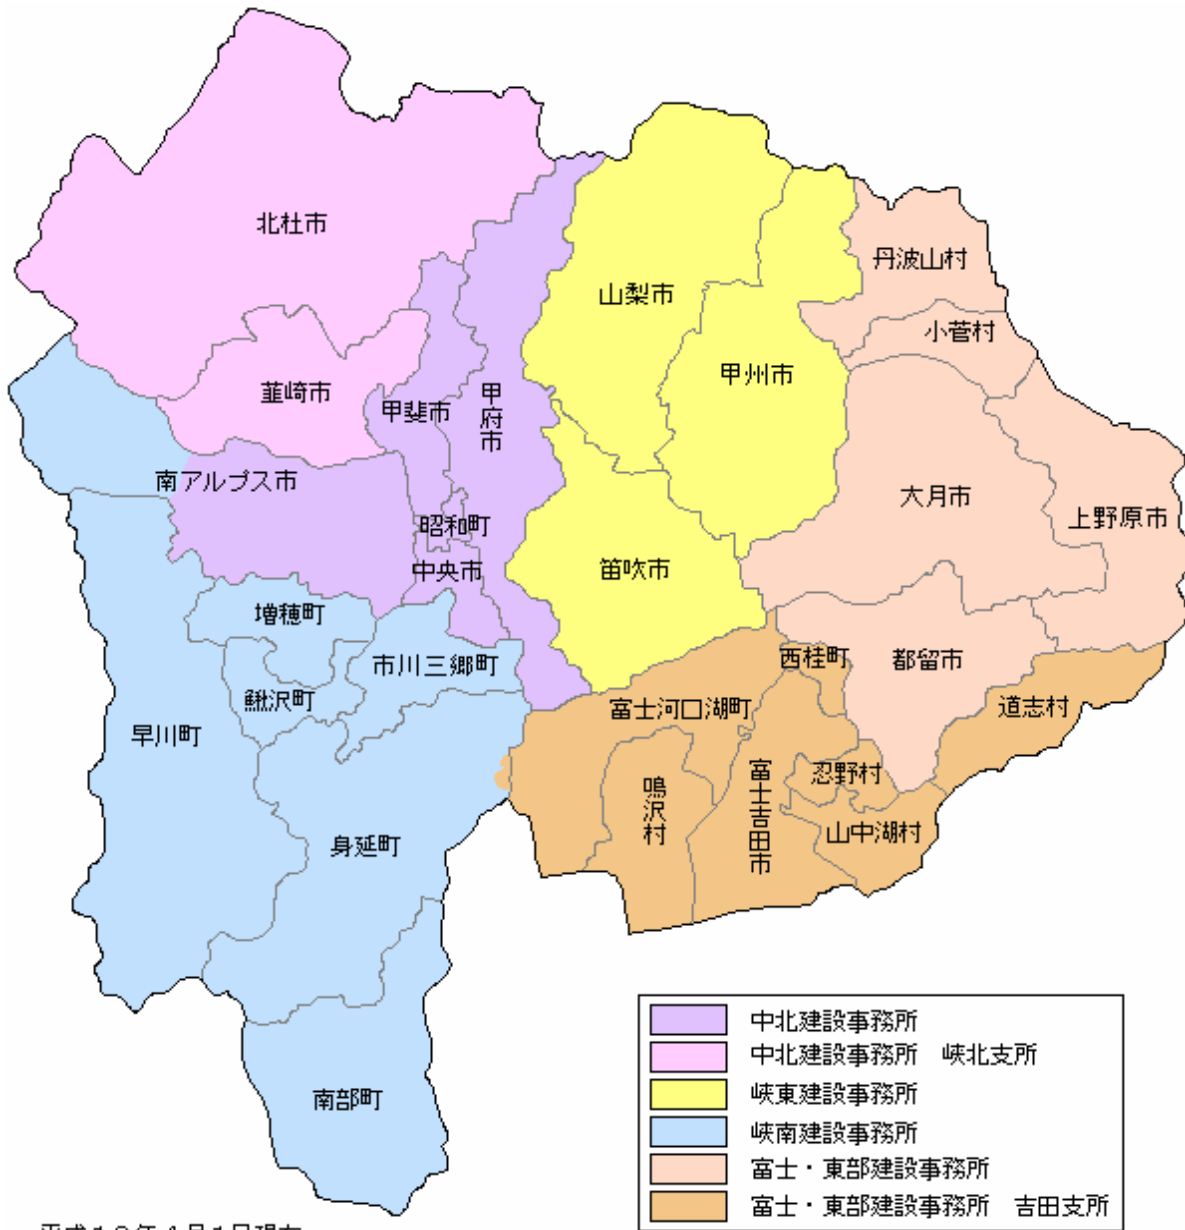 北杜市
丹波山村
山梨市
小菅村
甲州市
韮崎市
甲斐市
甲府市
南アルプス市
大月市
上野原市
昭和町
中央市
笛吹市
増穂町
市川三郷町
西桂町
都留市
鰍沢町
富士河口湖町
道志村
早川町
忍野村
鳴沢村
富士吉田市
山中湖村
身延町
南部町
中北建設事務所
中北建設事務所 峡北支所
峡東建設事務所
峡南建設事務所
富士・東部建設事務所
富士・東部建設事務所 吉田支所